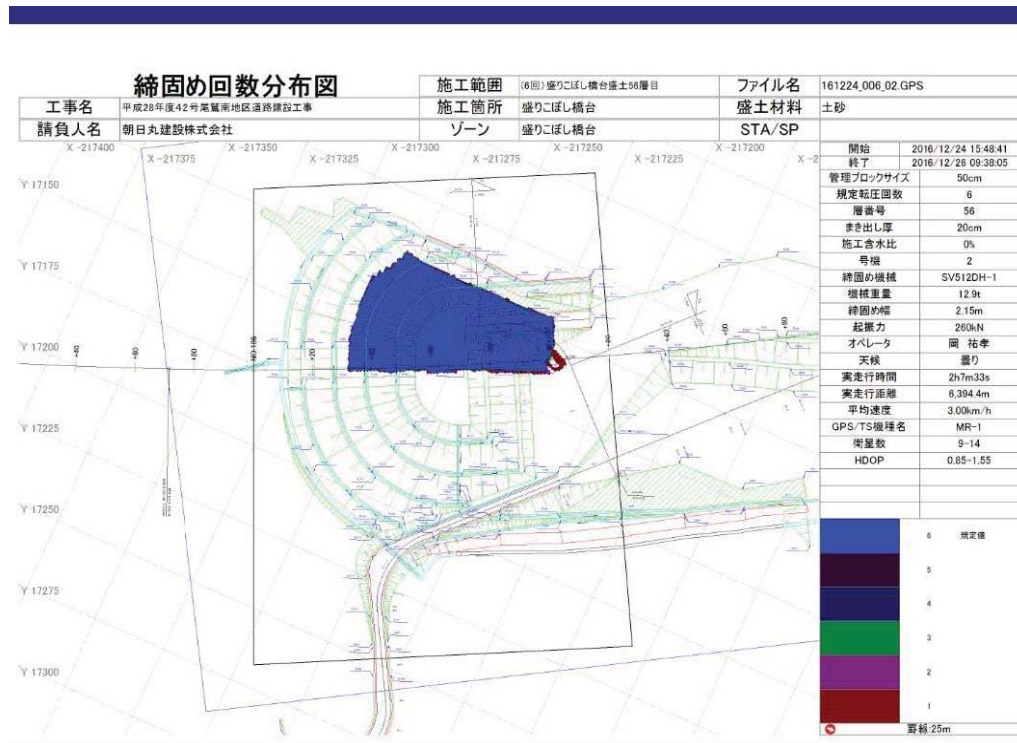 締固め回数分布図
施工範囲 (6回)盛りこぼし橋台盛土56層目 ファイル名 161224_006_02.GPS
工事名 平成28年度42号尾鷲南地区道路建設工事 施工箇所 盛りこぼし橋台 盛土材料 土砂
請負人名 朝日丸建設株式会社 ゾーン 盛りこぼし橋台 STA/SP
X -217400 X -217375 X -217350 X -217325 X -217300 X -217275 X -217250 X -217225 X -217200 X -2
Y 17150
Y 17175
Y 17200
Y 17225
Y 17250
Y 17275
Y 17300
+40 +20 +20 +40 +60 +80
開始 2016/12/24 15:48:41
終了 2016/12/26 09:38:05
管理ブロックサイズ 50cm
規定転圧回数 6
層番号 56
まき出し厚 20cm
施工含水比 0%
号機 2
締固め機械 SV512DH-1
機械重量 12.9t
締固め幅 2.15m
起振力 260kN
オペレータ 岡 祐孝
天候 曇り
実走行時間 2h7m33s
実走行距離 6,394.4m
平均速度 3.00km/h
GPS/TS機種名 MR-1
衛星数 9-14
HDOP 0.85-1.55
6 規定値
5
4
3
2
1
罫線:25m